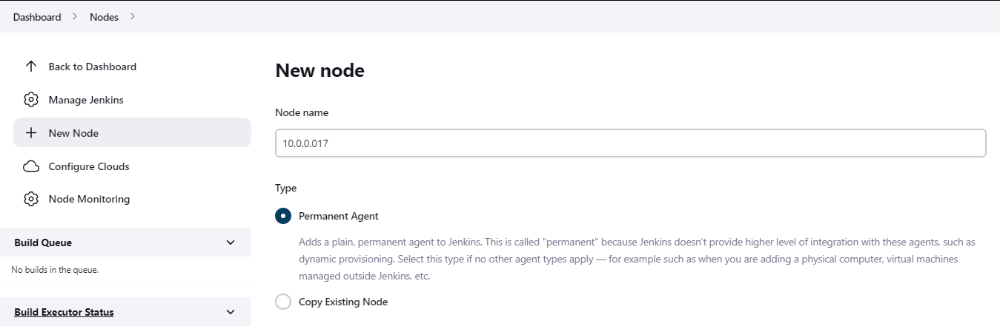 Dashboard > Nodes >
Back to Dashboard
Manage Jenkins
New Node
Configure Clouds
Node Monitoring
Build Queue
No builds in the queue.
Build Executor Status
New node
Node name
10.0.0.017
Type
Permanent Agent
Adds a plain, permanent agent to Jenkins. This is called "permanent" because Jenkins doesn't provide higher level of integration with these agents, such as
dynamic provisioning. Select this type if no other agent types apply — for example such as when you are adding a physical computer, virtual machines
managed outside Jenkins, etc.
Copy Existing Node